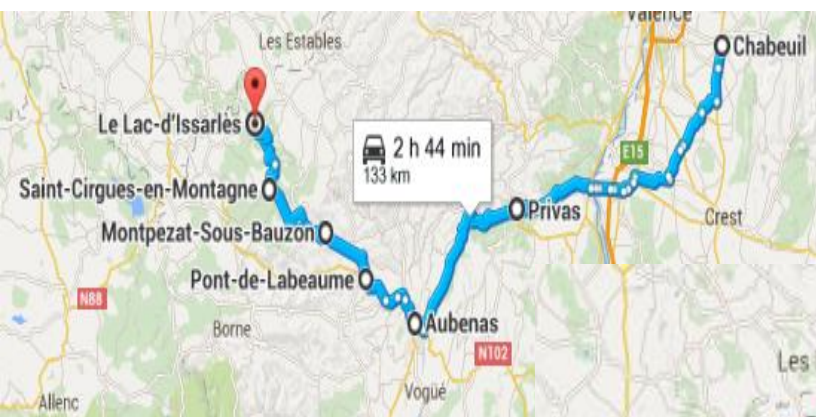 Valence
Chabeuil
Les Estables
Le Lac-d'Issarlès
2 h 44 min
133 km
E15
Saint-Cirgues-en-Montagne
Privas
Crest
Montpezat-Sous-Bauzon
Pont-de-Labeaume
N88
Borne
Aubenas
N102
Les
Vogüé
Allenc